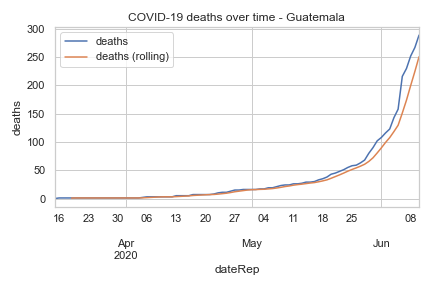 COVID-19 deaths over time - Guatemala
deaths
deaths (rolling)
300
250
200
150
100
50
0
deaths
16 23 30 06 13 20 27 04 11 18 25 08
Apr May Jun
2020
dateRep